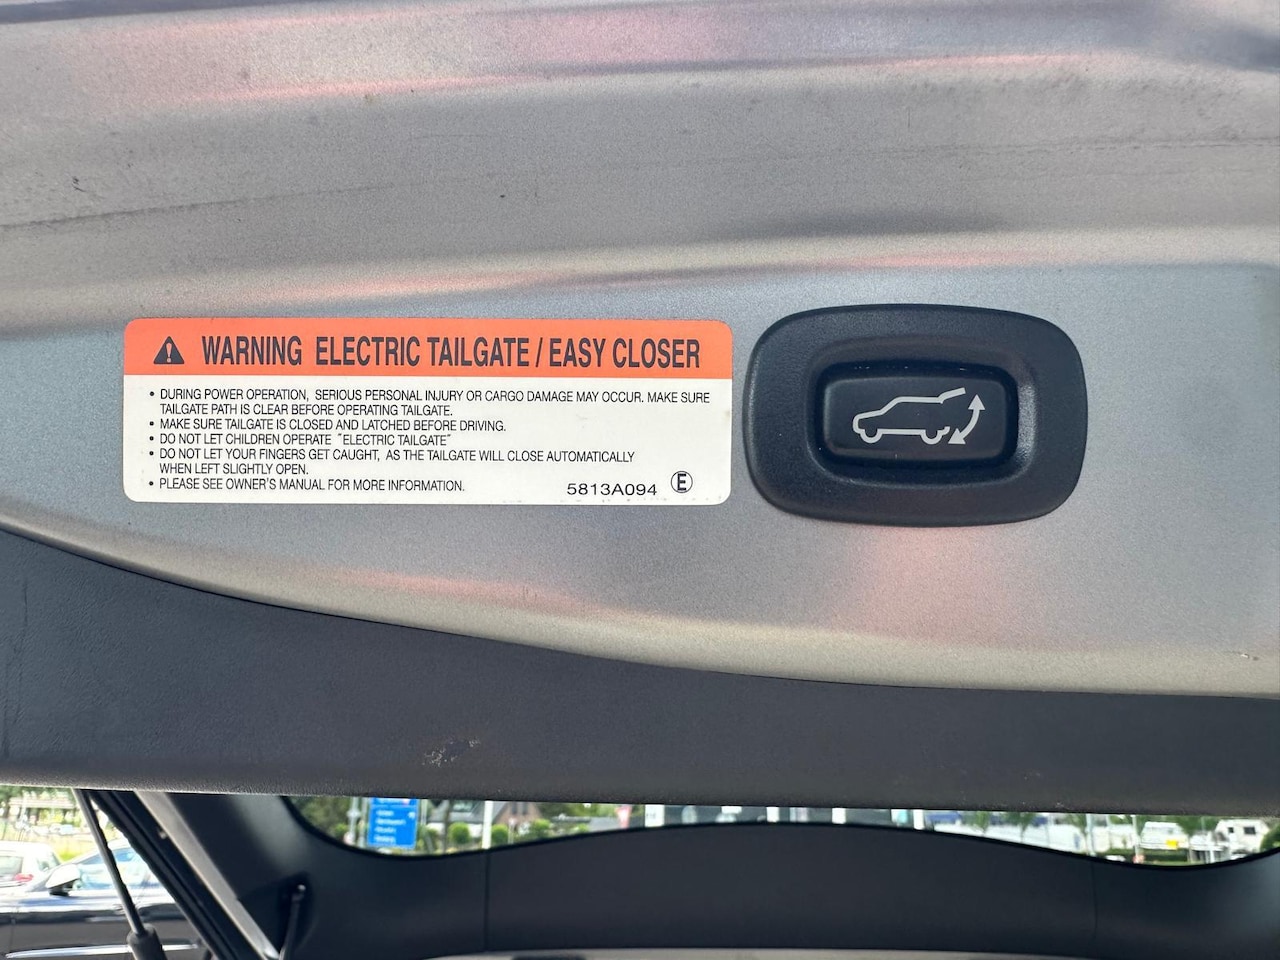 WARNING ELECTRIC TAILGATE / EASY CLOSER
• DURING POWER OPERATION, SERIOUS PERSONAL INJURY OR CARGO DAMAGE MAY OCCUR. MAKE SURE
TAILGATE PATH IS CLEAR BEFORE OPERATING TAILGATE.
• MAKE SURE TAILGATE IS CLOSED AND LATCHED BEFORE DRIVING.
• DO NOT LET CHILDREN OPERATE "ELECTRIC TAILGATE"
• DO NOT LET YOUR FINGERS GET CAUGHT, AS THE TAILGATE WILL CLOSE AUTOMATICALLY
WHEN LEFT SLIGHTLY OPEN.
• PLEASE SEE OWNER'S MANUAL FOR MORE INFORMATION.
5813A094 Ⓔ